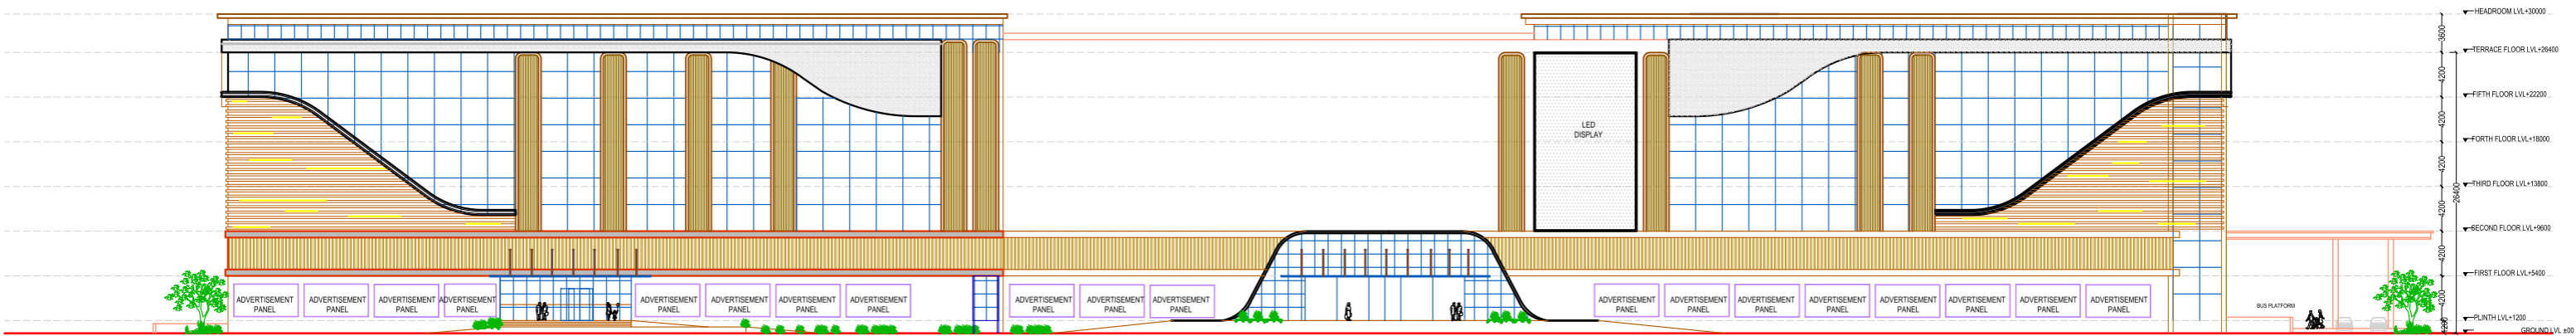 HEADROOM LVL+30000
3600
TERRACE FLOOR LVL+26400
4200
FIFTH FLOOR LVL+22200
4200
LED
DISPLAY
FORTH FLOOR LVL+18000
4200
THIRD FLOOR LVL+13800
26400
4200
SECOND FLOOR LVL+9600
4200
FIRST FLOOR LVL+5400
4200
ADVERTISEMENT
PANEL
ADVERTISEMENT
PANEL
ADVERTISEMENT
PANEL
ADVERTISEMENT
PANEL
ADVERTISEMENT
PANEL
ADVERTISEMENT
PANEL
ADVERTISEMENT
PANEL
ADVERTISEMENT
PANEL
ADVERTISEMENT
PANEL
ADVERTISEMENT
PANEL
ADVERTISEMENT
PANEL
ADVERTISEMENT
PANEL
ADVERTISEMENT
PANEL
ADVERTISEMENT
PANEL
ADVERTISEMENT
PANEL
ADVERTISEMENT
PANEL
ADVERTISEMENT
PANEL
ADVERTISEMENT
PANEL
ADVERTISEMENT
PANEL
BUS PLATFORM
PLINTH LVL+1200
1200
GROUND LVL ±0